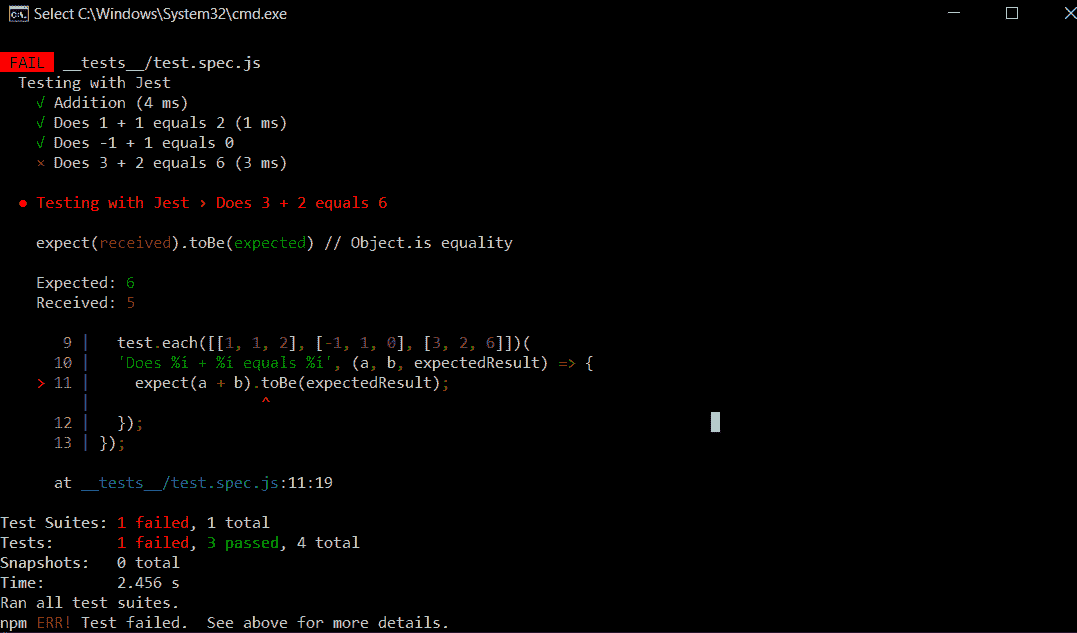 Select C:\Windows\System32\cmd.exe
FAIL __tests__/test.spec.js
Testing with Jest
√ Addition (4 ms)
√ Does 1 + 1 equals 2 (1 ms)
√ Does -1 + 1 equals 0
× Does 3 + 2 equals 6 (3 ms)
● Testing with Jest › Does 3 + 2 equals 6
expect(received).toBe(expected) // Object.is equality
Expected: 6
Received: 5
9 |   test.each([[1, 1, 2], [-1, 1, 0], [3, 2, 6]])(
10 |   'Does %i + %i equals %i', (a, b, expectedResult) => {
> 11 |     expect(a + b).toBe(expectedResult);
|                   ^
12 |   });
13 | });
at __tests__/test.spec.js:11:19
Test Suites: 1 failed, 1 total
Tests:       1 failed, 3 passed, 4 total
Snapshots:   0 total
Time:        2.456 s
Ran all test suites.
npm ERR! Test failed.  See above for more details.